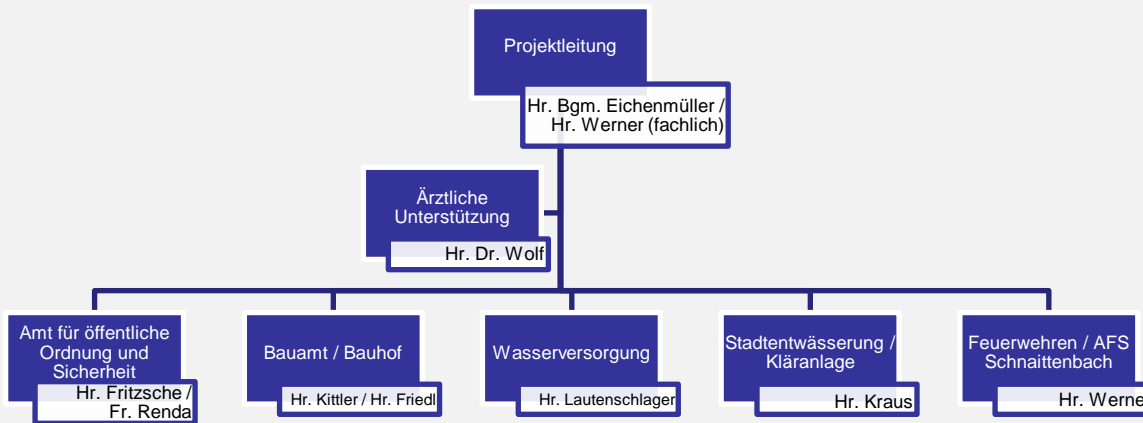 Projektleitung
Hr. Bgm. Eichenmüller /
Hr. Werner (fachlich)
Ärztliche
Unterstützung
Hr. Dr. Wolf
Amt für öffentliche
Ordnung und
Sicherheit
Hr. Fritzsche /
Fr. Renda
Bauamt / Bauhof
Hr. Kittler / Hr. Friedl
Wasserversorgung
Hr. Lautenschlager
Stadtentwässerung /
Kläranlage
Hr. Kraus
Feuerwehren / AFS
Schnaittenbach
Hr. Werne